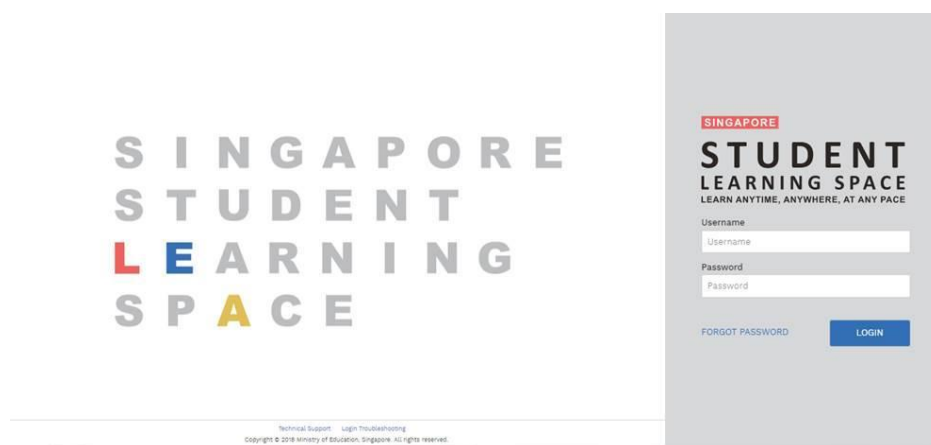 SINGAPORE
STUDENT
LEARNING
SPACE
SINGAPORE
STUDENT
LEARNING SPACE
LEARN ANYTIME, ANYWHERE, AT ANY PACE
Username
Username
Password
Password
FORGOT PASSWORD
LOGIN
Technical Support Login Troubleshooting
Copyright © 2018 Ministry of Education, Singapore. All rights reserved.